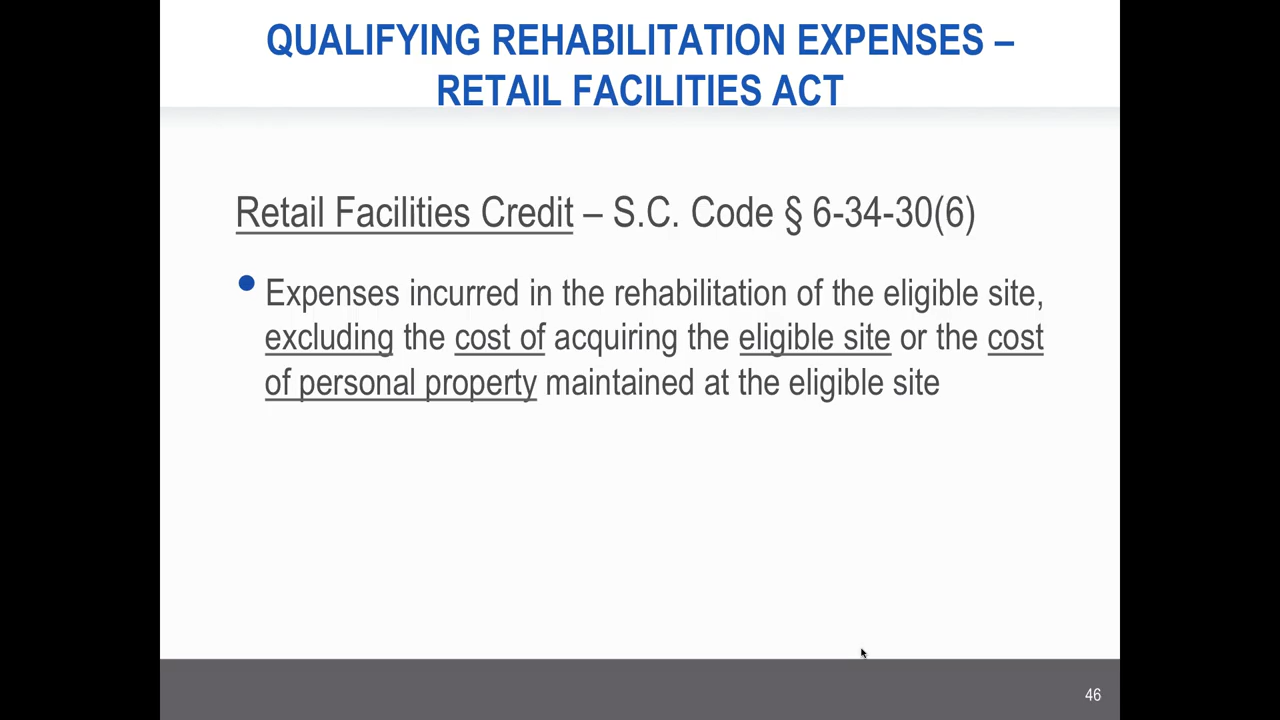 QUALIFYING REHABILITATION EXPENSES –
RETAIL FACILITIES ACT
Retail Facilities Credit – S.C. Code § 6-34-30(6)
• Expenses incurred in the rehabilitation of the eligible site,
excluding the cost of acquiring the eligible site or the cost
of personal property maintained at the eligible site
46